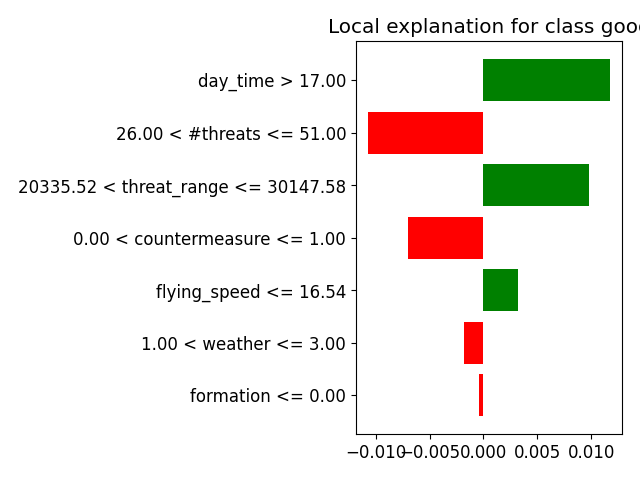 Local explanation for class goo
day_time > 17.00
26.00 < #threats <= 51.00
20335.52 < threat_range <= 30147.58
0.00 < countermeasure <= 1.00
flying_speed <= 16.54
1.00 < weather <= 3.00
formation <= 0.00
−0.010 −0.005 0.000 0.005 0.010